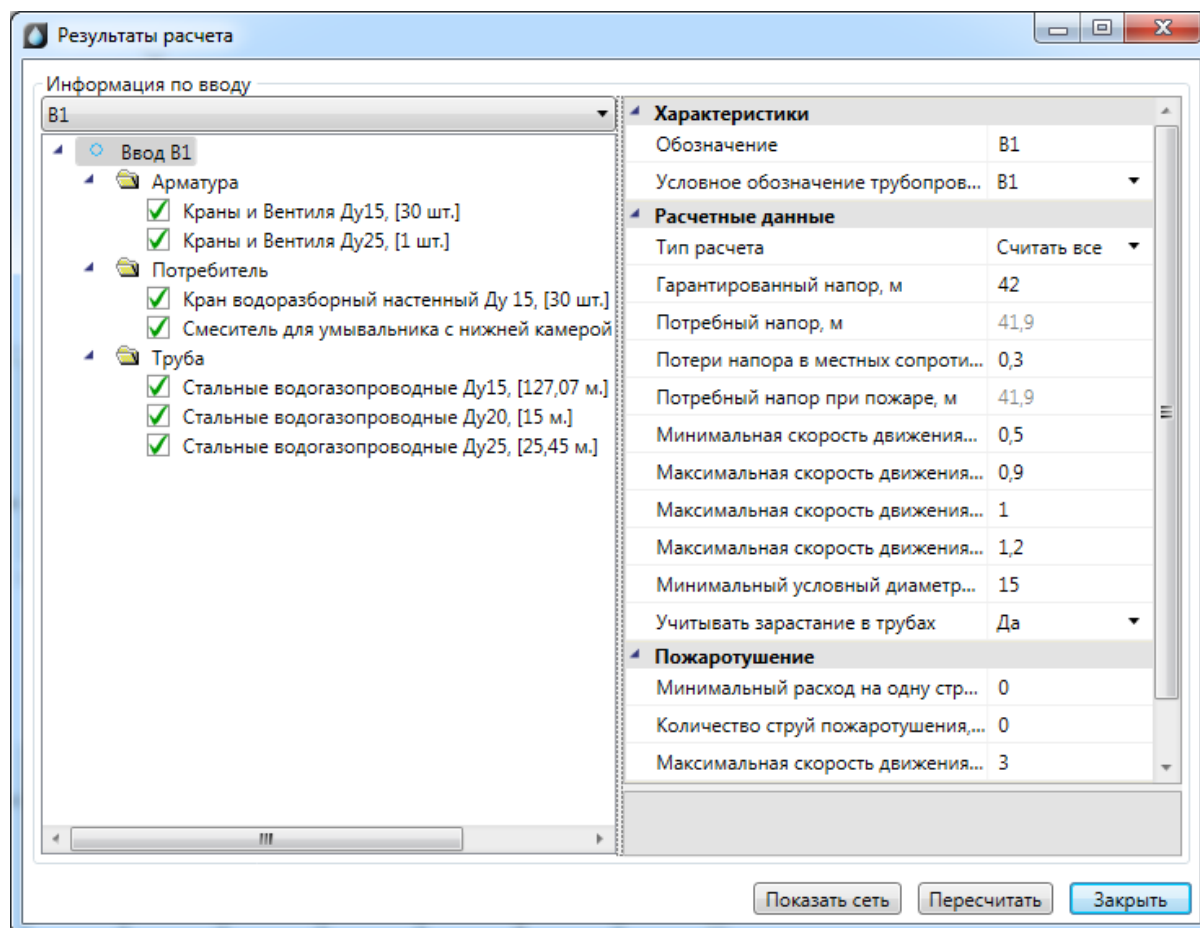 Результаты расчета
Информация по вводу
В1
Ввод В1
Арматура
Краны и Вентиля Ду15, [30 шт.]
Краны и Вентиля Ду25, [1 шт.]
Потребитель
Кран водоразборный настенный Ду 15, [30 шт.]
Смеситель для умывальника с нижней камерой
Труба
Стальные водогазопроводные Ду15, [127,07 м.]
Стальные водогазопроводные Ду20, [15 м.]
Стальные водогазопроводные Ду25, [25,45 м.]
Характеристики
Обозначение В1
Условное обозначение трубопров... В1
Расчетные данные
Тип расчета Считать все
Гарантированный напор, м 42
Потребный напор, м 41,9
Потери напора в местных сопроти... 0,3
Потребный напор при пожаре, м 41,9
Минимальная скорость движения... 0,5
Максимальная скорость движения... 0,9
Максимальная скорость движения... 1
Максимальная скорость движения... 1,2
Минимальный условный диаметр... 15
Учитывать зарастание в трубах Да
Пожаротушение
Минимальный расход на одну стр... 0
Количество струй пожаротушения,... 0
Максимальная скорость движения... 3
Показать сеть Пересчитать Закрыть